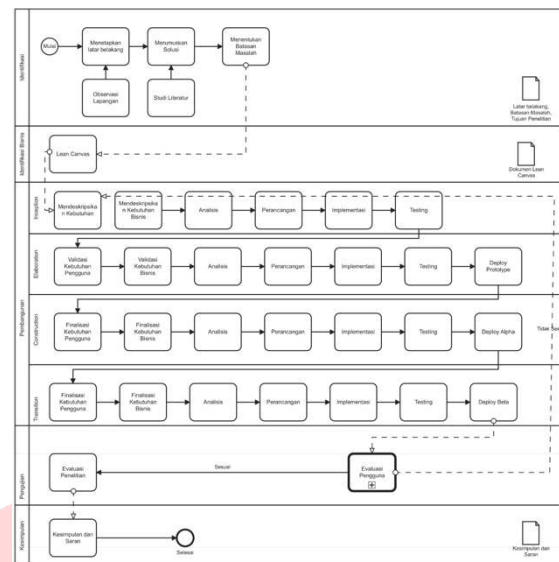 Identifikasi
Mulai
Menetapkan
latar belakang
Merumuskan
Solusi
Menentukan
Batasan
Masalah
Observasi
Lapangan
Studi Literatur
Latar belakang,
Batasan Masalah,
Tujuan Penelitian
Identifikasi Bisnis
Lean Canvas
Dokumen Lean
Canvas
Pembangunan
Inception
Mendeskripsika
n Kebutuhan
Mendeskripsika
n Kebutuhan
Bisnis
Analisis
Perancangan
Implementasi
Testing
Elaboration
Validasi
Kebutuhan
Pengguna
Validasi
Kebutuhan
Bisnis
Analisis
Perancangan
Implementasi
Testing
Deploy
Prototype
Construction
Finalisasi
Kebutuhan
Pengguna
Finalisasi
Kebutuhan
Bisnis
Analisis
Perancangan
Implementasi
Testing
Deploy Alpha
Tidak
Transition
Finalisasi
Kebutuhan
Pengguna
Finalisasi
Kebutuhan
Bisnis
Analisis
Perancangan
Implementasi
Testing
Deploy Beta
Pengujian
Evaluasi
Penelitian
Sesuai
Evaluasi
Pengguna
Kesimpulan
Kesimpulan dan
Saran
Selesai
Kesimpulan dan
Saran